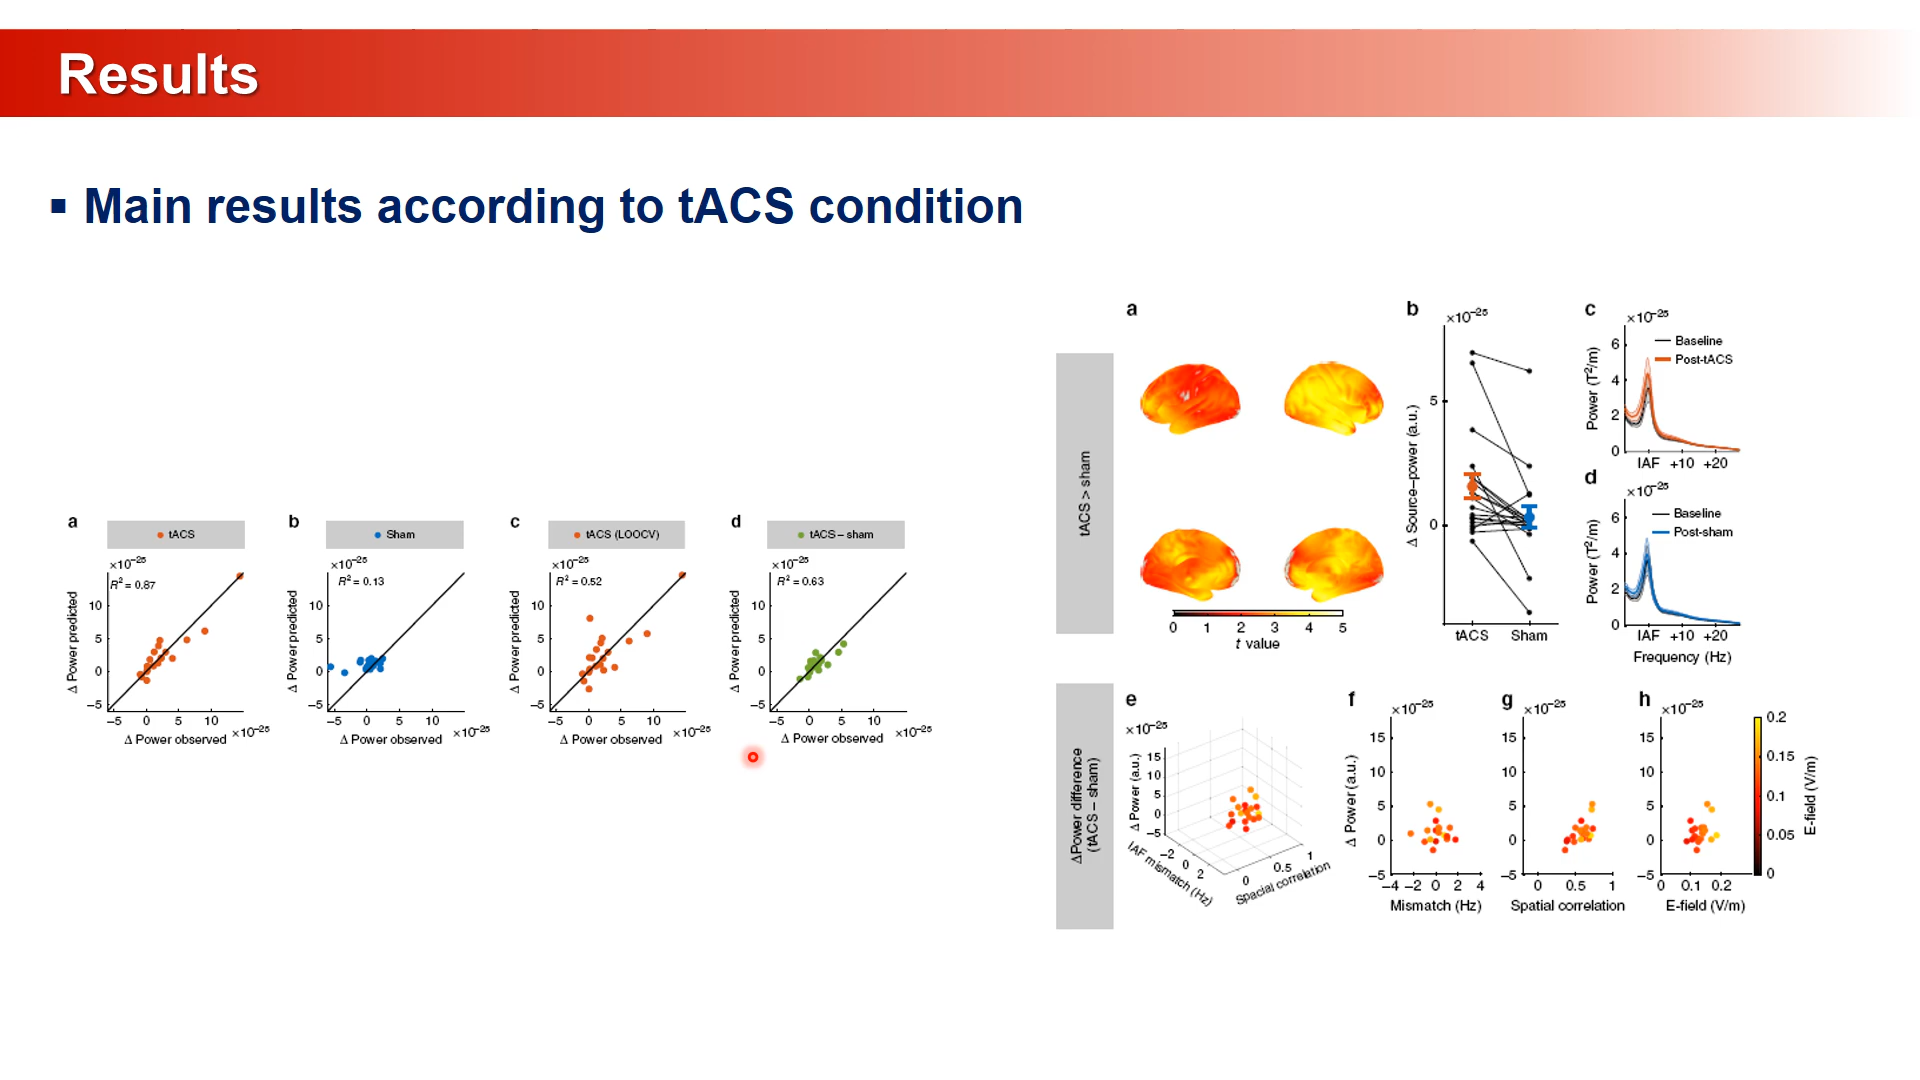 Results
▪ Main results according to tACS condition
a
tACS
×10⁻²⁵
R² = 0.87
10
5
0
−5
−5 0 5 10
×10⁻²⁵
Δ Power predicted
Δ Power observed
b
Sham
×10⁻²⁵
R² = 0.13
10
5
0
−5
−5 0 5 10
×10⁻²⁵
Δ Power predicted
Δ Power observed
c
tACS (LOOCV)
×10⁻²⁵
R² = 0.52
10
5
0
−5
−5 0 5 10
×10⁻²⁵
Δ Power predicted
Δ Power observed
d
tACS – sham
×10⁻²⁵
R² = 0.63
10
5
0
−5
−5 0 5 10
×10⁻²⁵
Δ Power predicted
Δ Power observed
tACS > sham
a
0 1 2 3 4 5
t value
b
×10⁻²⁵
5
0
Δ Source–power (a.u.)
tACS Sham
c
×10⁻²⁵
Baseline
Post-tACS
6
4
2
0
Power (T²/m)
IAF +10 +20
d
×10⁻²⁵
Baseline
Post-sham
6
4
2
0
Power (T²/m)
IAF +10 +20
Frequency (Hz)
ΔPower difference
(tACS – sham)
e
×10⁻²⁵
15
10
5
0
−5
Δ Power (a.u.)
−2 0 2
IAF mismatch (Hz)
0 0.5 1
Spacial correlation
f
×10⁻²⁵
15
10
5
0
−5
Δ Power (a.u.)
−4 −2 0 2 4
Mismatch (Hz)
g
×10⁻²⁵
15
10
5
0
−5
0 0.5 1
Spatial correlation
h
×10⁻²⁵
15
10
5
0
−5
0 0.1 0.2
E-field (V/m)
0.2
0.15
0.1
0.05
0
E-field (V/m)